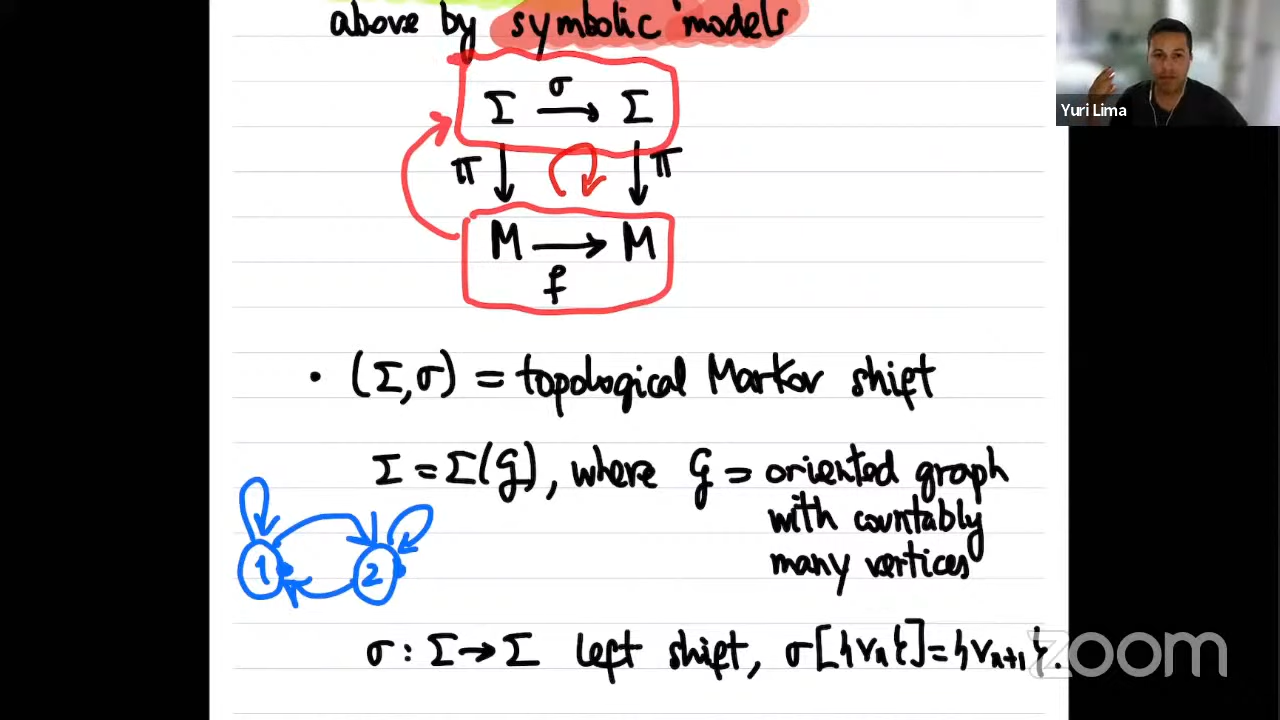 above by symbolic models
Yuri Lima
Σ σ→ Σ
π ↓ ↓ π
M → M
f
• (Σ,σ) = topological Markov shift
Σ = Σ(G), where G = oriented graph
with countably
many vertices
1 2
σ: Σ→Σ left shift, σ[{vₙ}]={vₙ₊₁}.
zoom